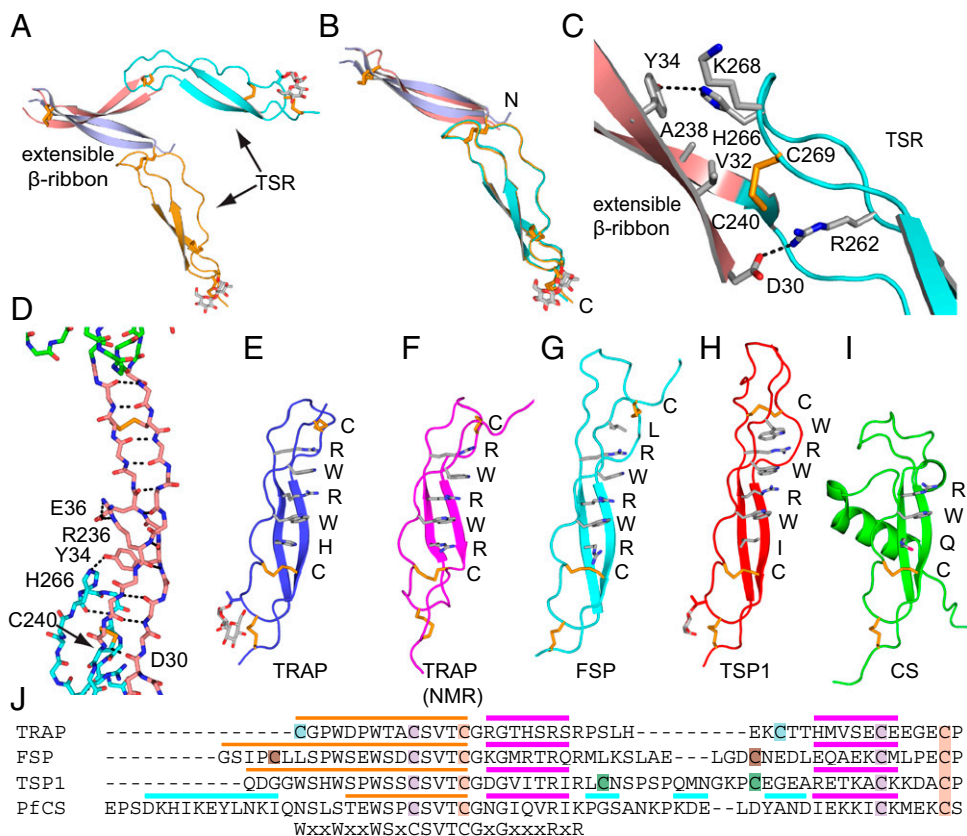 A
B
C
extensible
β-ribbon
TSR
N
C
Y34
K268
A238
H266
V32
C269
TSR
extensible
β-ribbon
C240
R262
D30
D
E36
R236
Y34
H266
C240
D30
E
C
R
W
R
W
H
C
TRAP
F
C
R
W
R
W
R
C
TRAP
(NMR)
G
C
L
R
W
R
W
R
C
FSP
H
C
W
R
W
R
W
I
C
TSP1
I
R
W
Q
C
CS
J
TRAP ---------------CGPWDPWTACSVTCGRGTHSRSRPSLH---------EKCTTHMVSECEEGECP
FSP ---------GSIPCLLSPWSEWSDCSVTCGKGMRTRQRMLKSLAE---LGDCNEDLEQAEKCMLPECP
TSP1 -----------QDGGWSHWSPWSSCSVTCGDGVITRIRLCNSPSPQMNGKPCEGEARETKACKKDACP
PfCS EPSDKHIKEYLNKIQNSLSTEWSPCSVTCGNGIQVRIKPGSANKPKDE--LDYANDIEKKICKMEKCS
WxxWxxWSxCSVTCGxGxxxRxR